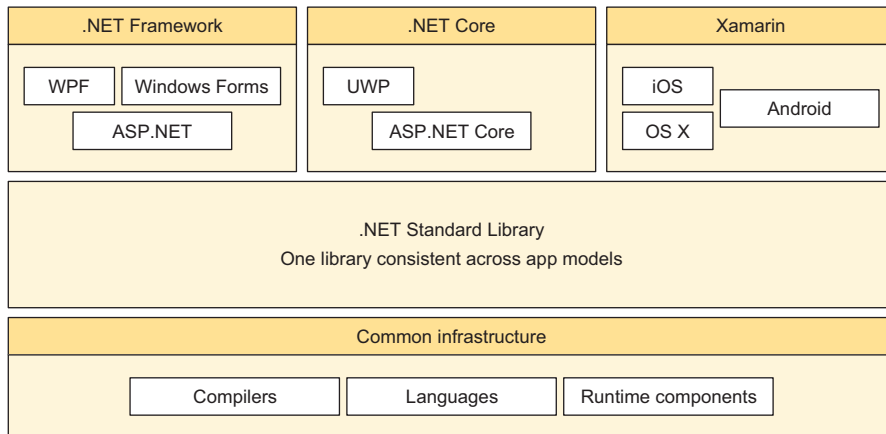 .NET Framework
.NET Core
Xamarin
WPF
Windows Forms
ASP.NET
UWP
ASP.NET Core
iOS
Android
OS X
.NET Standard Library
One library consistent across app models
Common infrastructure
Compilers
Languages
Runtime components